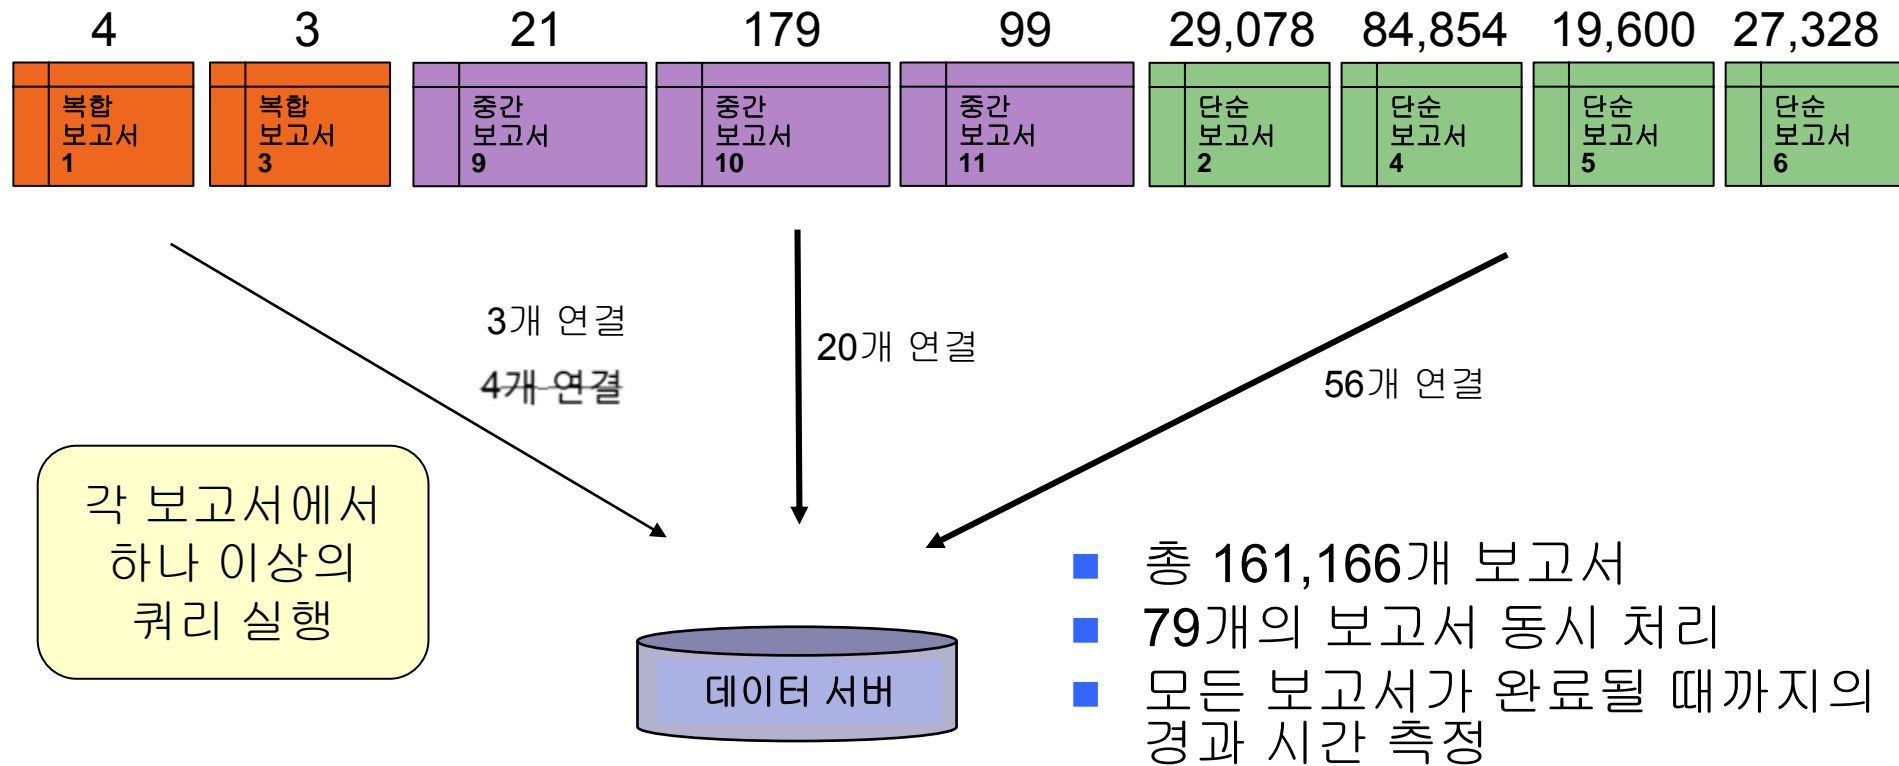 4 3 21 179 99 29,078 84,854 19,600 27,328
복합
보고서
1
복합
보고서
3
중간
보고서
9
중간
보고서
10
중간
보고서
11
단순
보고서
2
단순
보고서
4
단순
보고서
5
단순
보고서
6
3개 연결
4개 연결
20개 연결
56개 연결
각 보고서에서
하나 이상의
쿼리 실행
데이터 서버
총 161,166개 보고서
79개의 보고서 동시 처리
모든 보고서가 완료될 때까지의
경과 시간 측정